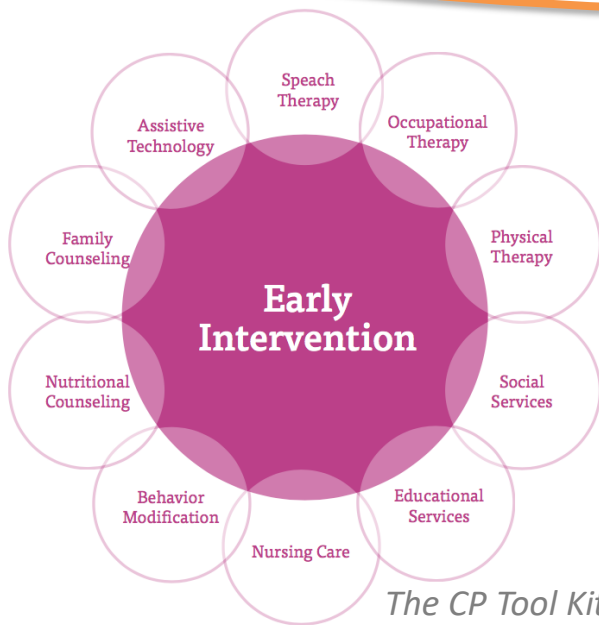 Speach
Therapy
Occupational
Therapy
Physical
Therapy
Social
Services
Educational
Services
Nursing Care
Behavior
Modification
Nutritional
Counseling
Family
Counseling
Assistive
Technology
Early
Intervention
The CP Tool Kit